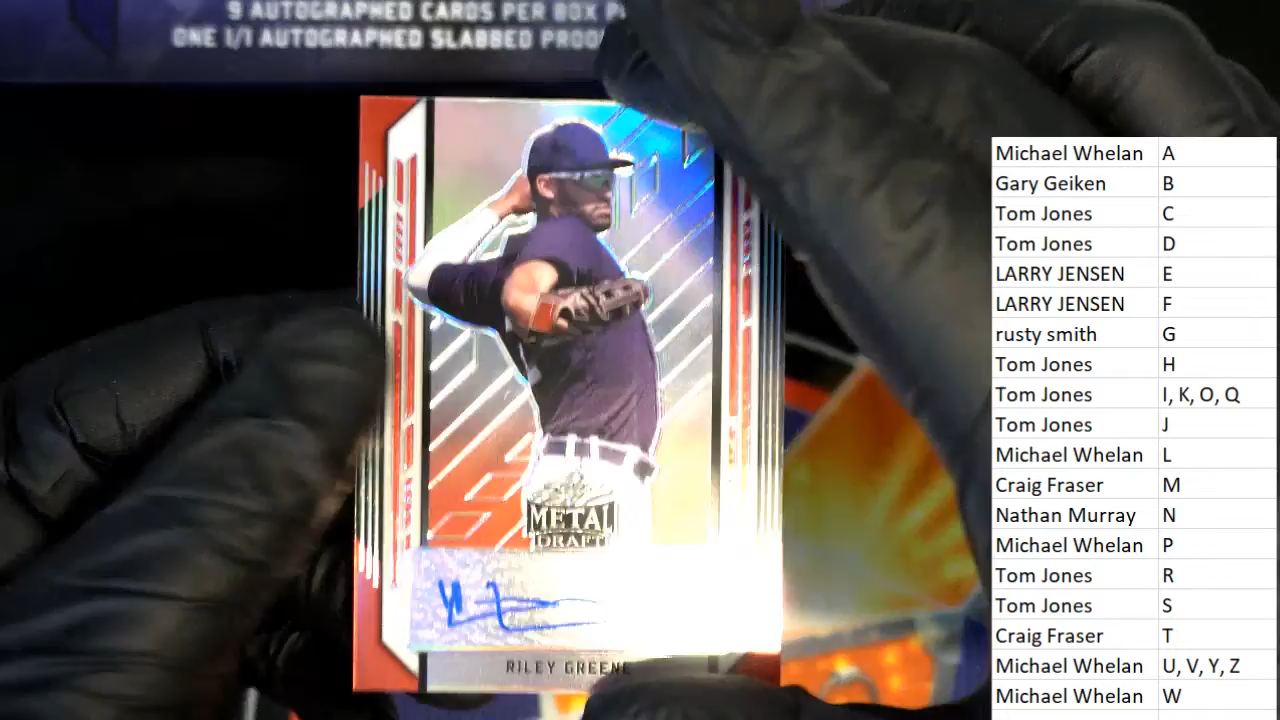 9 AUTOGRAPHED CARDS PER BOX
ONE 1/1 AUTOGRAPHED SLABBED PROO
METAL
DRAFT
RILEY GREENE
Michael Whelan A
Gary Geiken B
Tom Jones C
Tom Jones D
LARRY JENSEN E
LARRY JENSEN F
rusty smith G
Tom Jones H
Tom Jones I, K, O, Q
Tom Jones J
Michael Whelan L
Craig Fraser M
Nathan Murray N
Michael Whelan P
Tom Jones R
Tom Jones S
Craig Fraser T
Michael Whelan U, V, Y, Z
Michael Whelan W